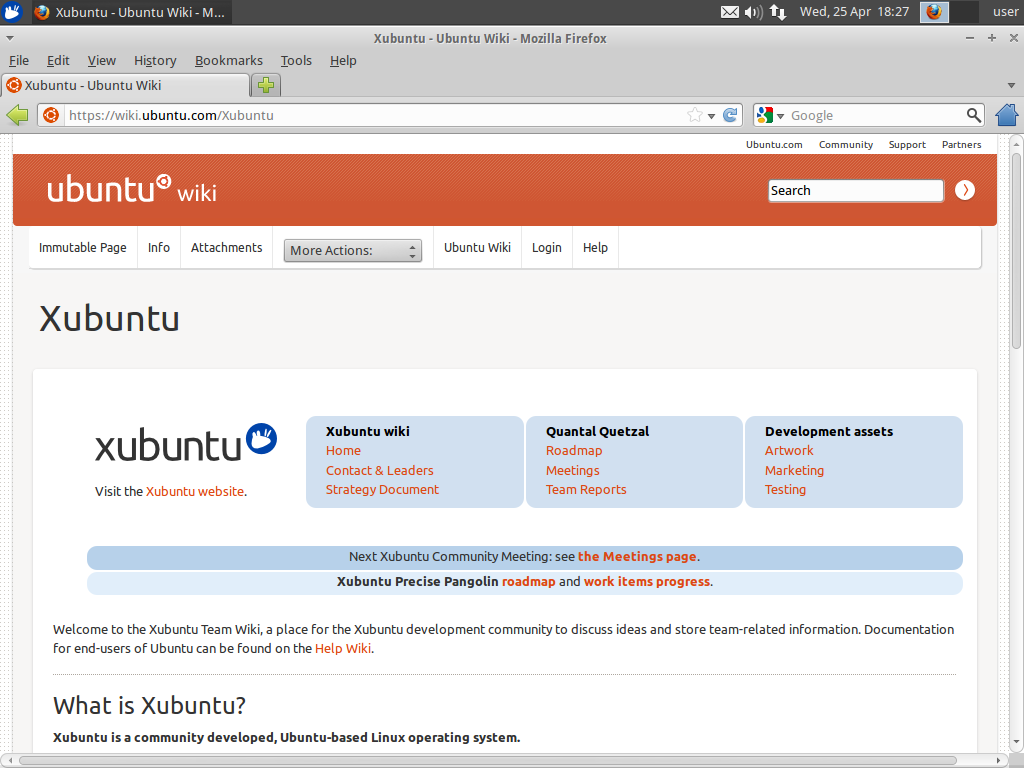 Xubuntu - Ubuntu Wiki - M...
Wed, 25 Apr 18:27
user
Xubuntu - Ubuntu Wiki - Mozilla Firefox
File Edit View History Bookmarks Tools Help
Xubuntu - Ubuntu Wiki
https://wiki.ubuntu.com/Xubuntu
Google
Ubuntu.com Community Support Partners
ubuntu wiki
Search
Immutable Page Info Attachments More Actions: Ubuntu Wiki Login Help
Xubuntu
xubuntu
Visit the Xubuntu website.
Xubuntu wiki
Home
Contact & Leaders
Strategy Document
Quantal Quetzal
Roadmap
Meetings
Team Reports
Development assets
Artwork
Marketing
Testing
Next Xubuntu Community Meeting: see the Meetings page.
Xubuntu Precise Pangolin roadmap and work items progress.
Welcome to the Xubuntu Team Wiki, a place for the Xubuntu development community to discuss ideas and store team-related information. Documentation
for end-users of Ubuntu can be found on the Help Wiki.
What is Xubuntu?
Xubuntu is a community developed, Ubuntu-based Linux operating system.